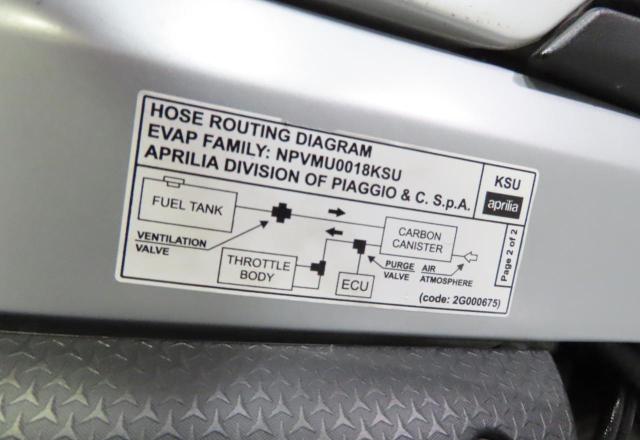 HOSE ROUTING DIAGRAM
EVAP FAMILY: NPVMU0018KSU
APRILIA DIVISION OF PIAGGIO & C. S.p.A.
KSU
aprilia
Page 2 of 2
FUEL TANK
VENTILATION
VALVE
CARBON
CANISTER
THROTTLE
BODY
ECU
PURGE
VALVE
AIR
ATMOSPHERE
(code: 2G000675)